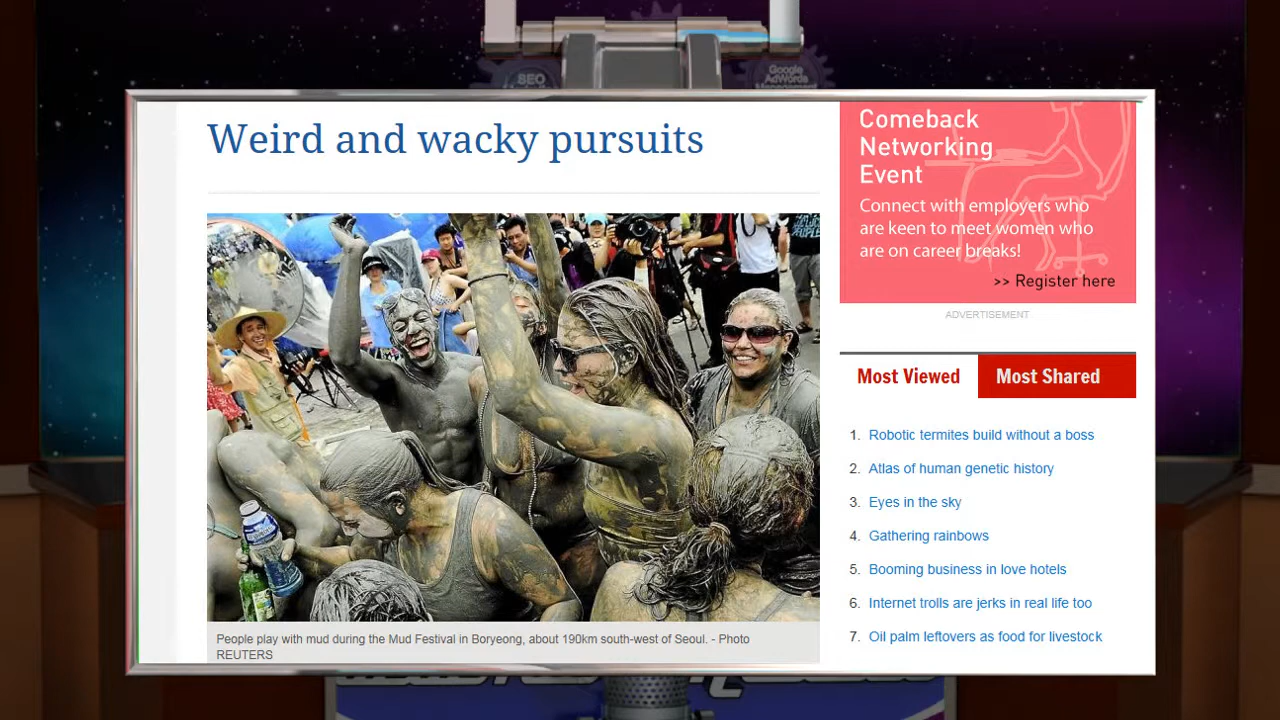 SEO
Google
AdWords
Weird and wacky pursuits
Comeback
Networking
Event
Connect with employers who
are keen to meet women who
are on career breaks!
>> Register here
ADVERTISEMENT
Most Viewed
Most Shared
1. Robotic termites build without a boss
2. Atlas of human genetic history
3. Eyes in the sky
4. Gathering rainbows
5. Booming business in love hotels
6. Internet trolls are jerks in real life too
7. Oil palm leftovers as food for livestock
People play with mud during the Mud Festival in Boryeong, about 190km south-west of Seoul. - Photo
REUTERS